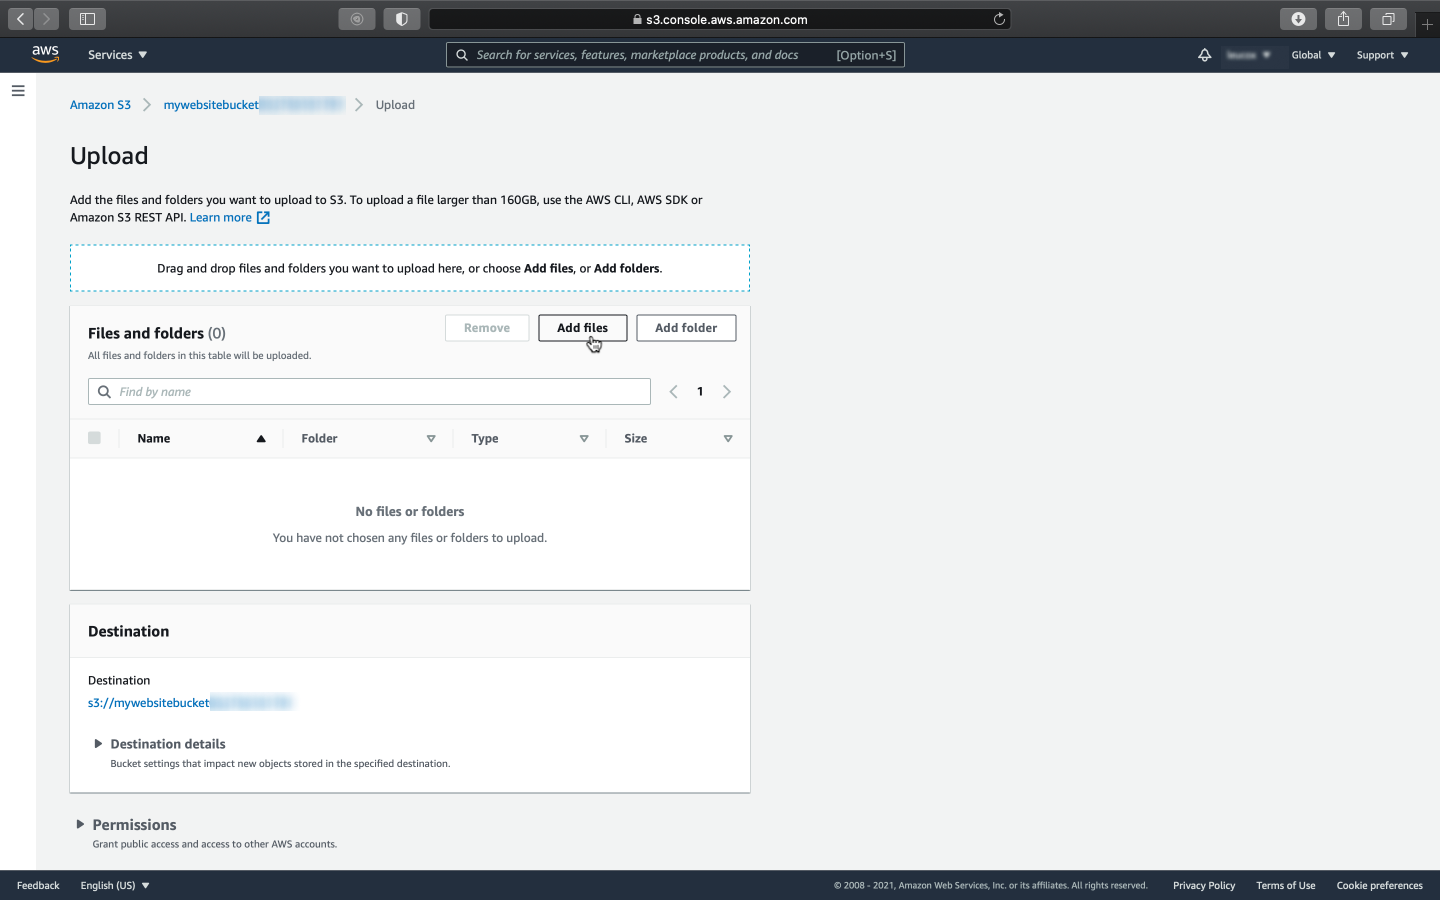 s3.console.aws.amazon.com
aws
Services
Search for services, features, marketplace products, and docs [Option+S]
Global
Support
Amazon S3
mywebsitebucket
Upload
Upload
Add the files and folders you want to upload to S3. To upload a file larger than 160GB, use the AWS CLI, AWS SDK or
Amazon S3 REST API. Learn more
Drag and drop files and folders you want to upload here, or choose Add files, or Add folders.
Files and folders (0)
Remove
Add files
Add folder
All files and folders in this table will be uploaded.
Find by name
1
Name Folder Type Size
No files or folders
You have not chosen any files or folders to upload.
Destination
Destination
s3://mywebsitebucket
Destination details
Bucket settings that impact new objects stored in the specified destination.
Permissions
Grant public access and access to other AWS accounts.
Feedback
English (US)
© 2008 - 2021, Amazon Web Services, Inc. or its affiliates. All rights reserved.
Privacy Policy
Terms of Use
Cookie preferences